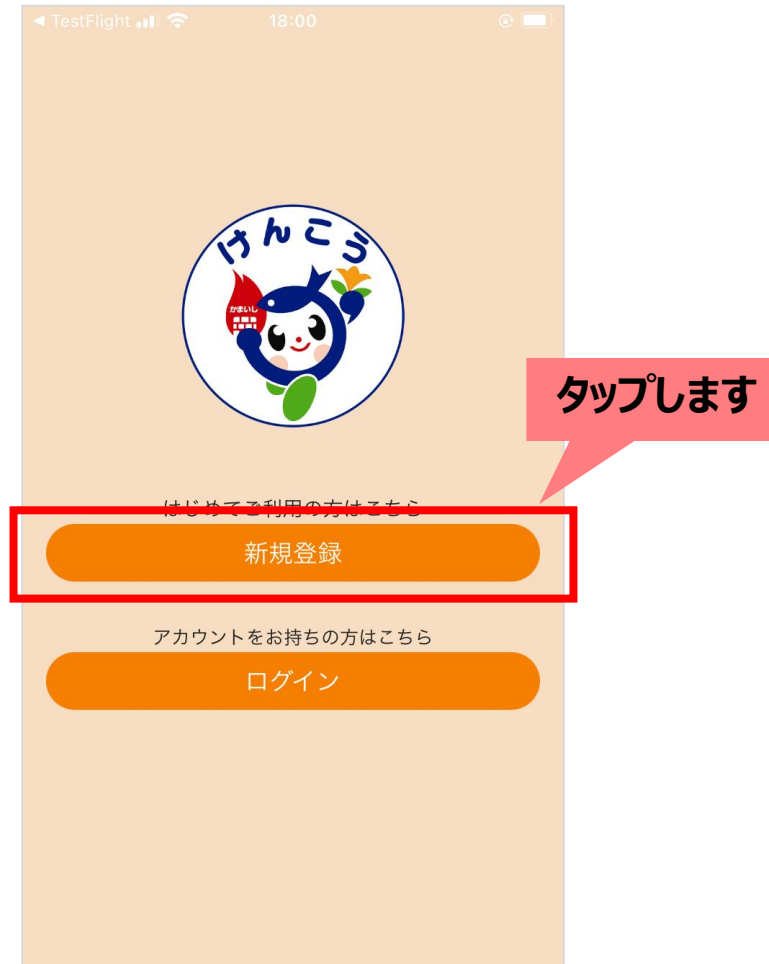 TestFlight 18:00
けんこう
かまいし
タップします
はじめてご利用の方はこちら
新規登録
アカウントをお持ちの方はこちら
ログイン